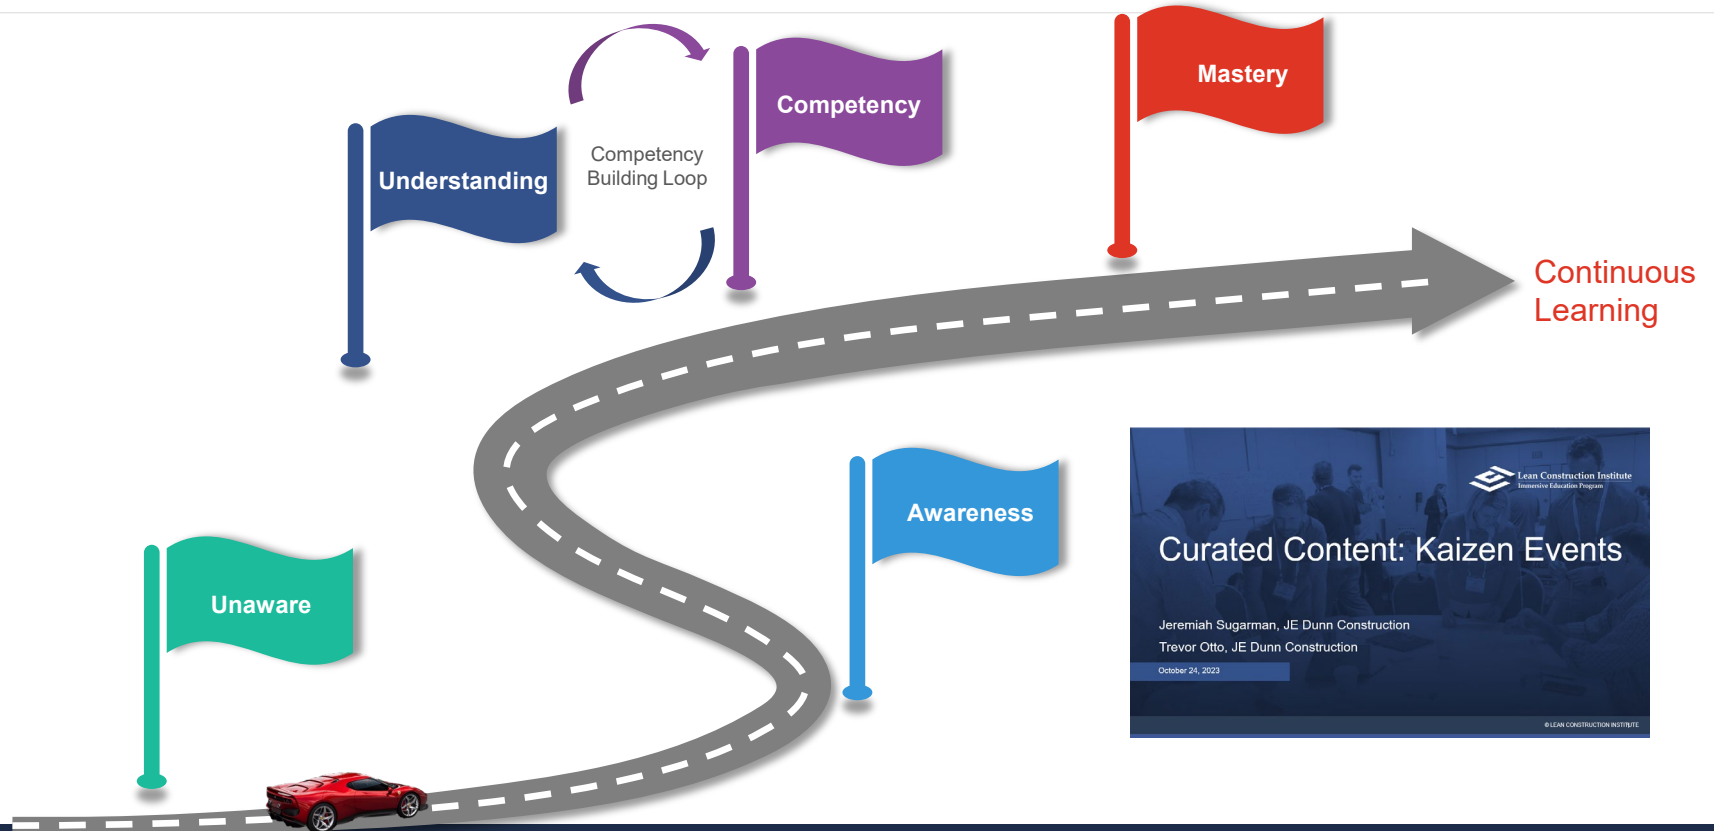 Mastery
Competency
Competency
Building Loop
Understanding
Continuous
Learning
Awareness
Unaware
Lean Construction Institute
Immersive Education Program
Curated Content: Kaizen Events
Jeremiah Sugarman, JE Dunn Construction
Trevor Otto, JE Dunn Construction
October 24, 2023
© LEAN CONSTRUCTION INSTITUTE